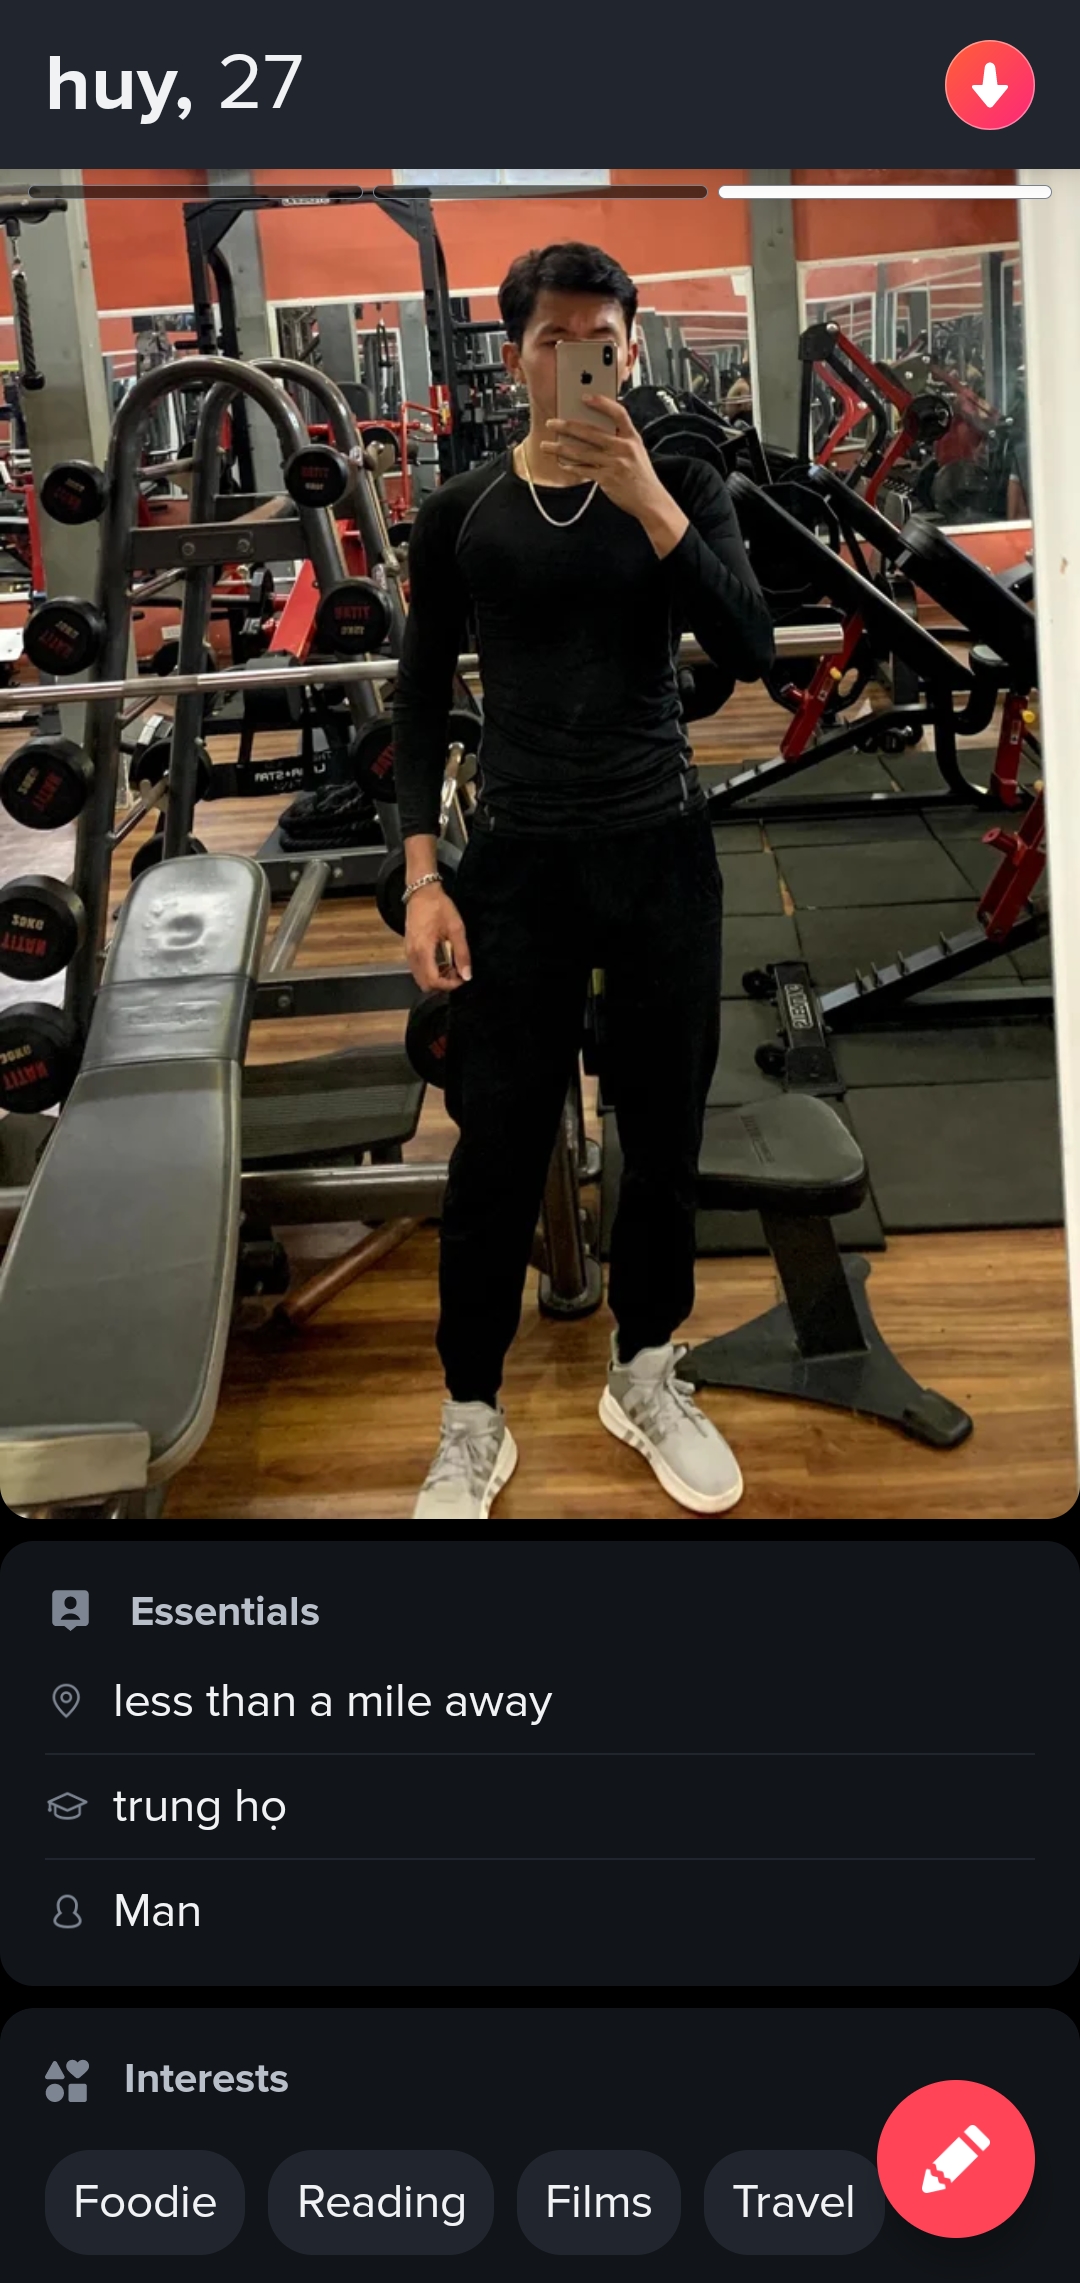 huy, 27
Essentials
less than a mile away
trung họ
Man
Interests
Foodie
Reading
Films
Travel